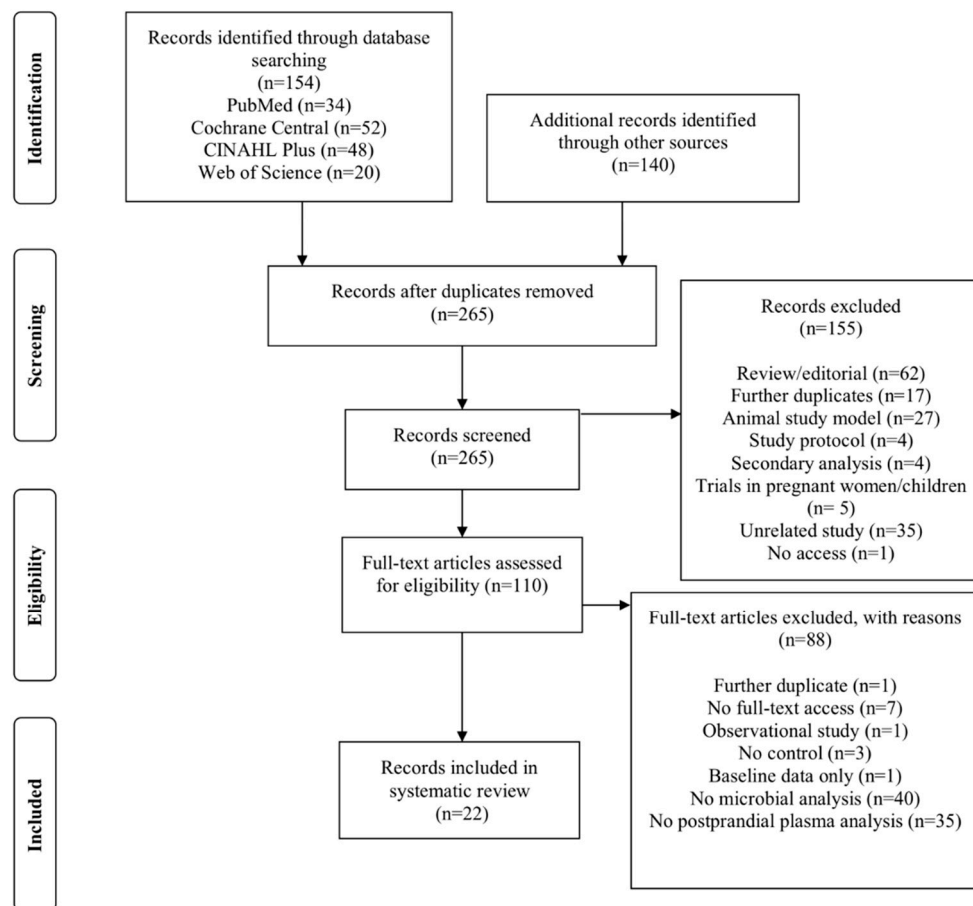 Identification
Records identified through database
searching
(n=154)
PubMed (n=34)
Cochrane Central (n=52)
CINAHL Plus (n=48)
Web of Science (n=20)
Additional records identified
through other sources
(n=140)
Screening
Records after duplicates removed
(n=265)
Records screened
(n=265)
Records excluded
(n=155)
Review/editorial (n=62)
Further duplicates (n=17)
Animal study model (n=27)
Study protocol (n=4)
Secondary analysis (n=4)
Trials in pregnant women/children
(n= 5)
Unrelated study (n=35)
No access (n=1)
Eligibility
Full-text articles assessed
for eligibility (n=110)
Full-text articles excluded, with reasons
(n=88)
Further duplicate (n=1)
No full-text access (n=7)
Observational study (n=1)
No control (n=3)
Baseline data only (n=1)
No microbial analysis (n=40)
No postprandial plasma analysis (n=35)
Included
Records included in
systematic review
(n=22)